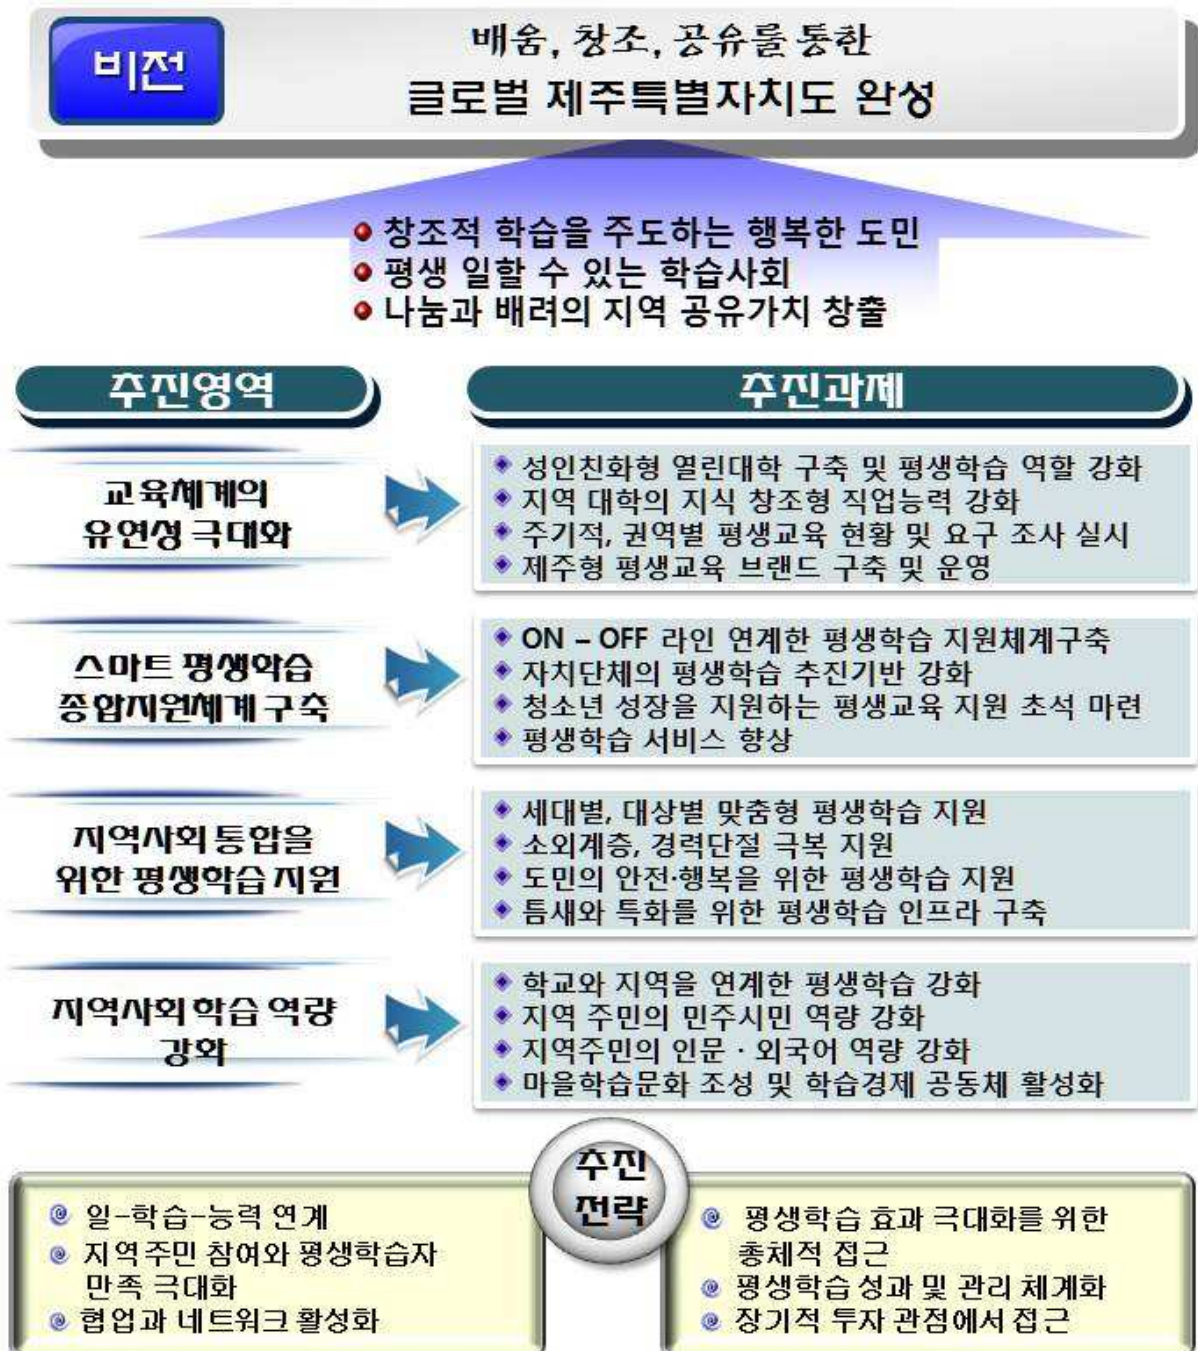 비전
배움, 창조, 공유를 통한
글로벌 제주특별자치도 완성
창조적 학습을 주도하는 행복한 도민
평생 일할 수 있는 학습사회
나눔과 배려의 지역 공유가치 창출
추진영역
추진과제
교육체계의
유연성 극대화
성인친화형 열린대학 구축 및 평생학습 역할 강화
지역 대학의 지식 창조형 직업능력 강화
주기적, 권역별 평생교육 현황 및 요구 조사 실시
제주형 평생교육 브랜드 구축 및 운영
스마트 평생학습
종합지원체계 구축
ON – OFF 라인 연계한 평생학습 지원체계구축
자치단체의 평생학습 추진기반 강화
청소년 성장을 지원하는 평생교육 지원 초석 마련
평생학습 서비스 향상
지역사회 통합을
위한 평생학습 지원
세대별, 대상별 맞춤형 평생학습 지원
소외계층, 경력단절 극복 지원
도민의 안전·행복을 위한 평생학습 지원
틈새와 특화를 위한 평생학습 인프라 구축
지역사회 학습 역량
강화
학교와 지역을 연계한 평생학습 강화
지역 주민의 민주시민 역량 강화
지역주민의 인문 · 외국어 역량 강화
마을학습문화 조성 및 학습경제 공동체 활성화
추진
전략
일-학습-능력 연계
지역주민 참여와 평생학습자
만족 극대화
협업과 네트워크 활성화
평생학습 효과 극대화를 위한
총체적 접근
평생학습 성과 및 관리 체계화
장기적 투자 관점에서 접근